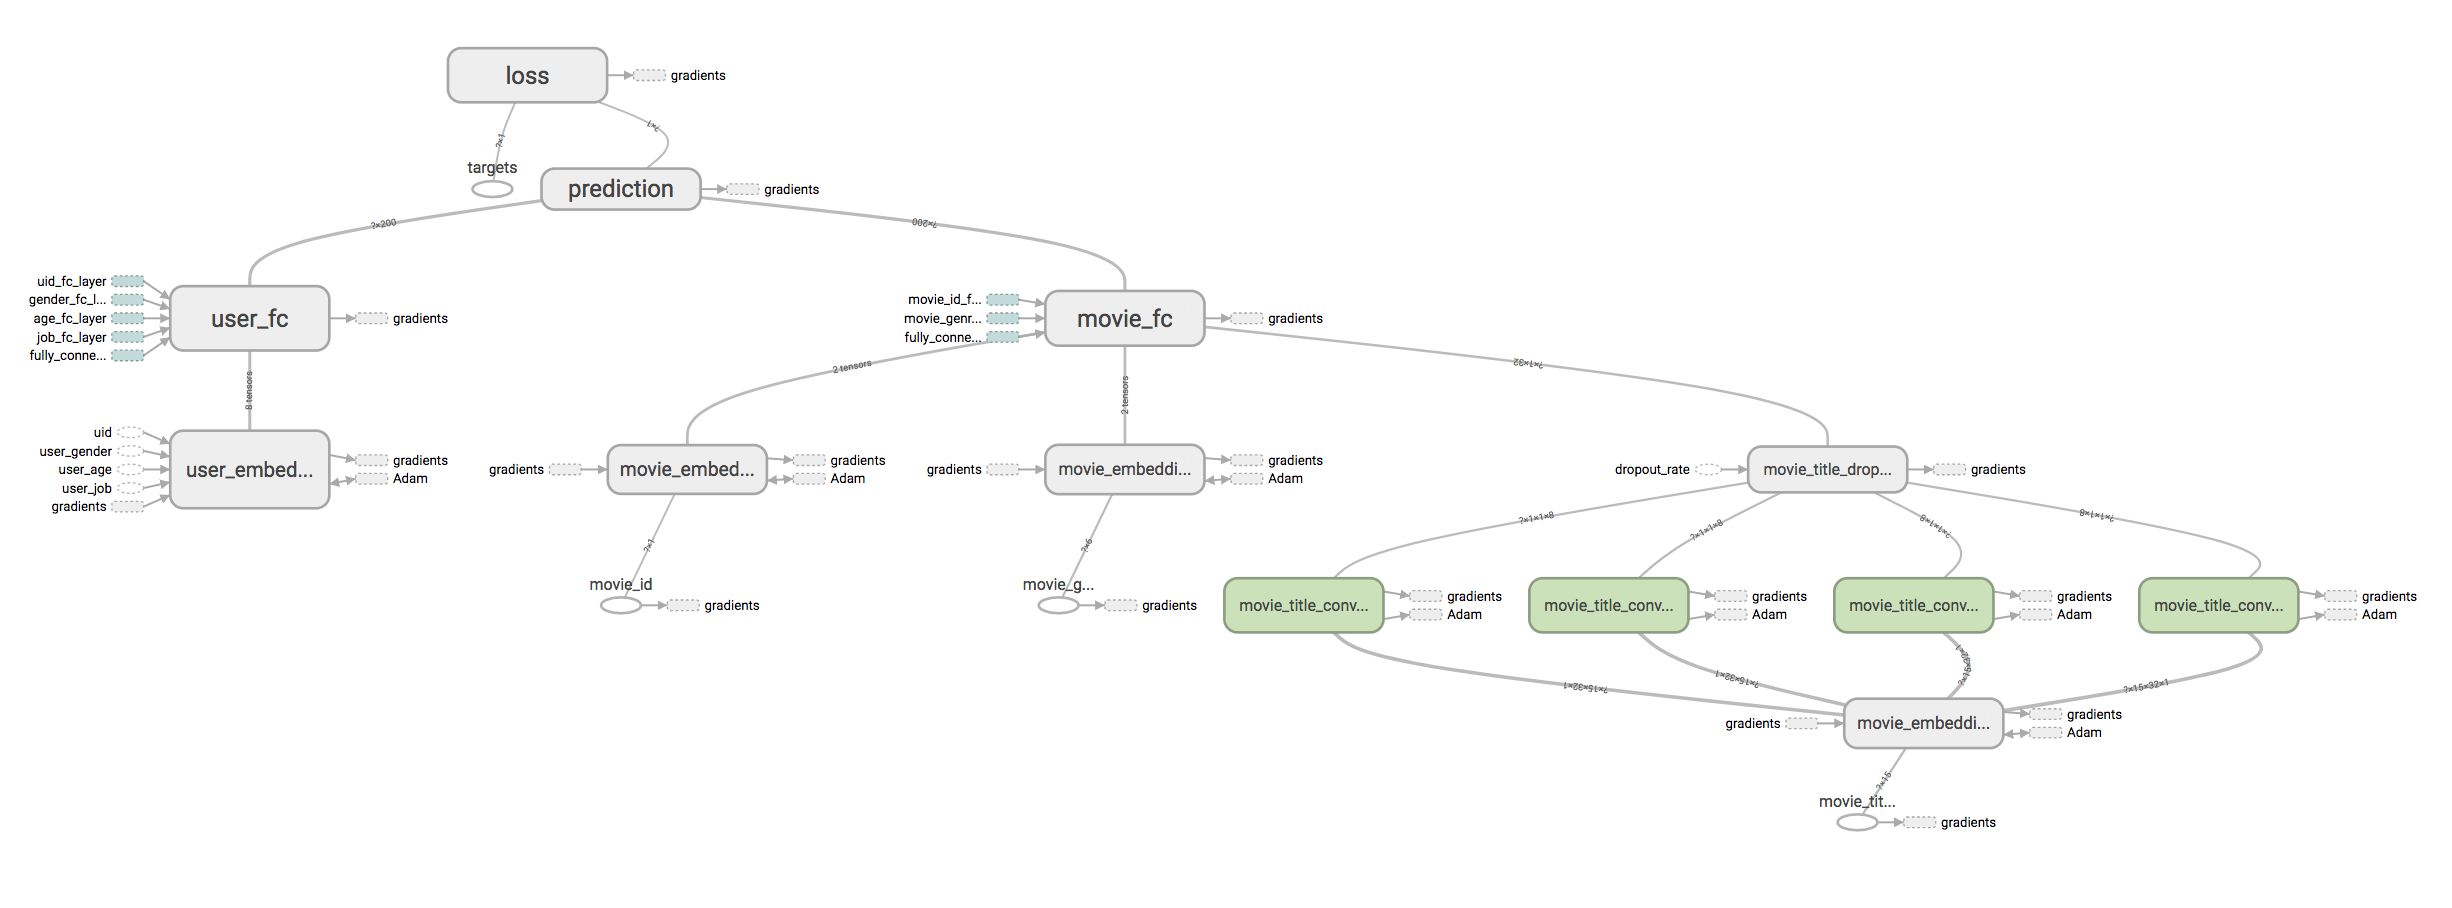 loss
gradients
?×1
?×1
targets
prediction
gradients
?×200
?×200
uid_fc_layer
gender_fc_l...
age_fc_layer
job_fc_layer
fully_conne...
user_fc
gradients
movie_id_f...
movie_genr...
fully_conne...
movie_fc
gradients
8 tensors
2 tensors
2 tensors
?×1×32
uid
user_gender
user_age
user_job
gradients
user_embed...
gradients
Adam
gradients
movie_embed...
gradients
Adam
gradients
movie_embeddi...
gradients
Adam
dropout_rate
movie_title_drop...
gradients
?×1
?×6
?×1×1×8
?×1×1×8
?×1×1×8
?×1×1×8
movie_id
gradients
movie_g...
gradients
movie_title_conv...
gradients
Adam
movie_title_conv...
gradients
Adam
movie_title_conv...
gradients
Adam
movie_title_conv...
gradients
Adam
?×15×32×1
?×15×32×1
?×15×32×1
?×15×32×1
gradients
movie_embeddi...
gradients
Adam
?×15
movie_tit...
gradients